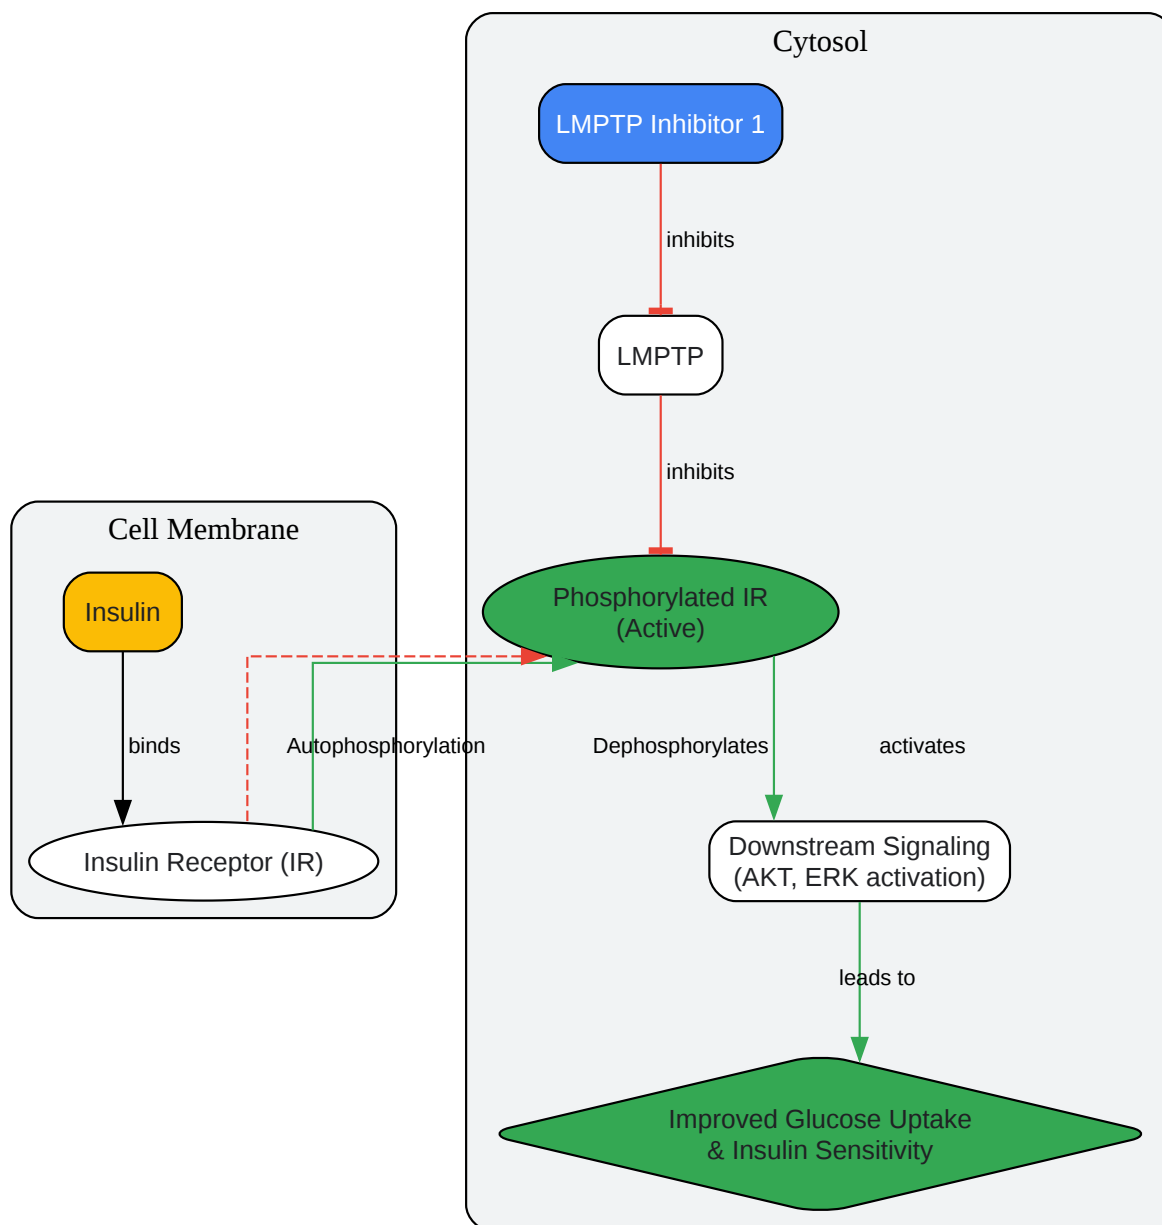 Cytosol
LMPTP Inhibitor 1
inhibits
LMPTP
inhibits
Cell Membrane
Insulin
Phosphorylated IR
(Active)
binds
Autophosphorylation
Dephosphorylates
activates
Insulin Receptor (IR)
Downstream Signaling
(AKT, ERK activation)
leads to
Improved Glucose Uptake
& Insulin Sensitivity